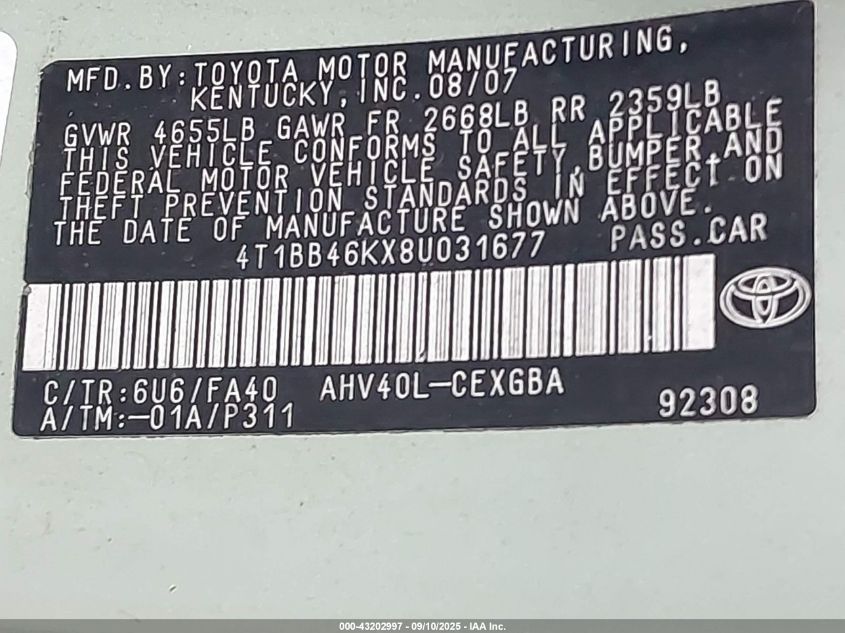 MFD.BY:TOYOTA MOTOR MANUFACTURING,
KENTUCKY, INC. 08/07
GVWR 4655LB GAWR FR 2668LB RR 2359LB
THIS VEHICLE CONFORMS TO ALL APPLICABLE
FEDERAL MOTOR VEHICLE SAFETY, BUMPER, AND
THEFT PREVENTION STANDARDS IN EFFECT ON
THE DATE OF MANUFACTURE SHOWN ABOVE.
4T1BB46KX8U031677 PASS.CAR
C/TR:6U6/FA40 AHV40L-CEXGBA
A/TM:-01A/P311 92308
000-43202997 - 09/10/2025 - IAA Inc.